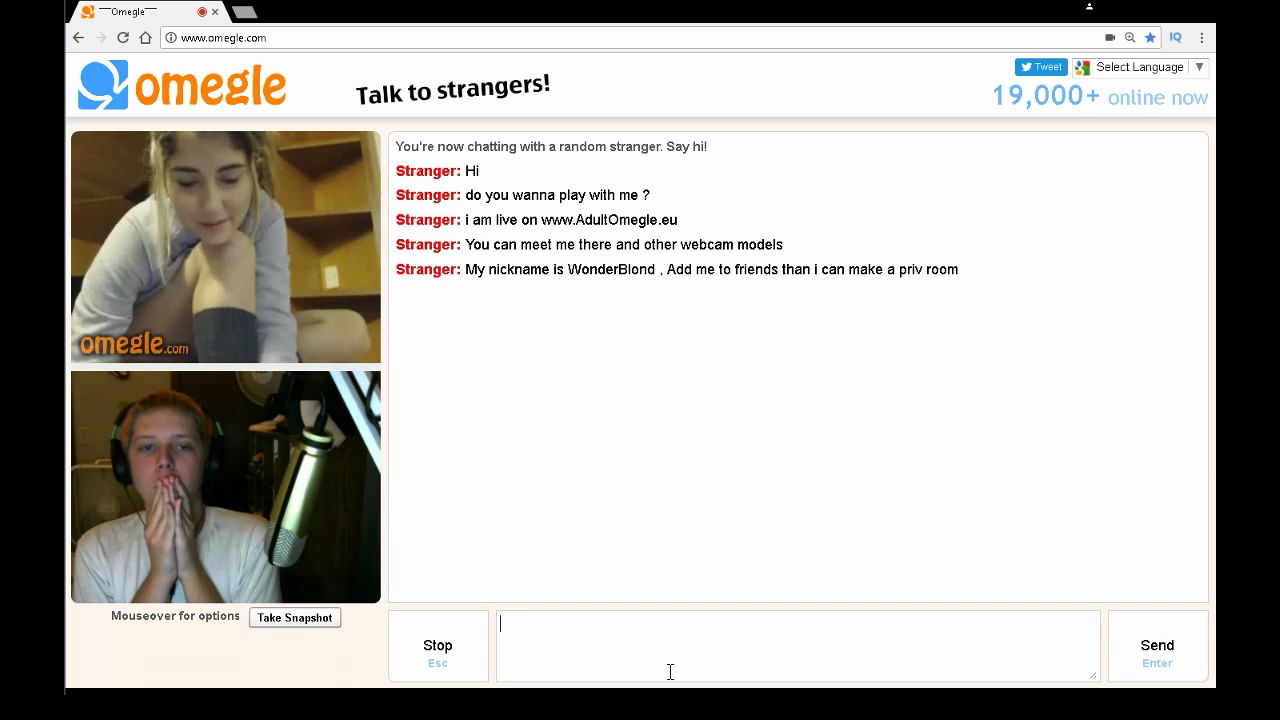 Omegle
www.omegle.com
IQ
omegle
Talk to strangers!
Tweet
Select Language
19,000+ online now
You're now chatting with a random stranger. Say hi!
Stranger: Hi
Stranger: do you wanna play with me ?
Stranger: i am live on www.AdultOmegle.eu
Stranger: You can meet me there and other webcam models
Stranger: My nickname is WonderBlond , Add me to friends than i can make a priv room
omegle.com
Mouseover for options
Take Snapshot
Stop
Esc
Send
Enter